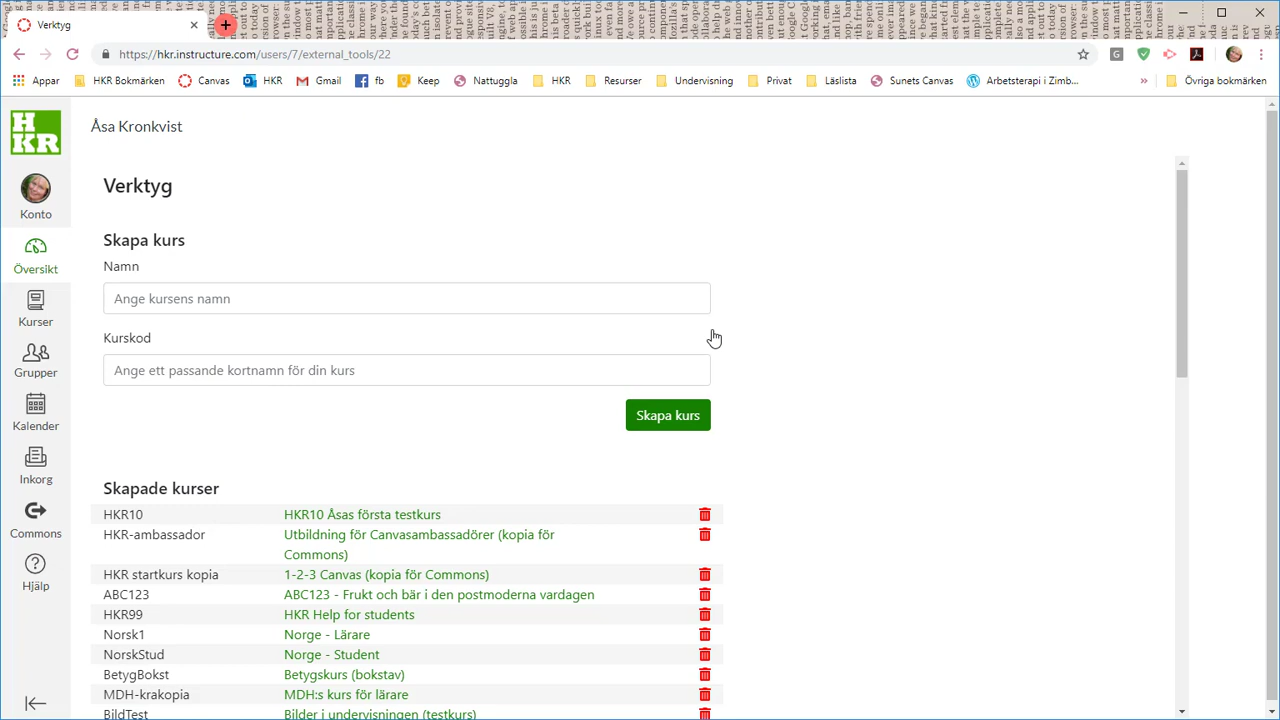 Verktyg
https://hkr.instructure.com/users/7/external_tools/22
Appar HKR Bokmärken Canvas HKR Gmail fb Keep Nattugla HKR Resurser Undervisning Privat Läslista Sunets Canvas Arbetsterapi i Zimb... » Övriga bokmärken
H
KR
Åsa Kronkvist
Konto
Översikt
Kurser
Grupper
Kalender
Inkorg
Commons
Hjälp
Verktyg
Skapa kurs
Namn
Ange kursens namn
Kurskod
Ange ett passande kortnamn för din kurs
Skapa kurs
Skapade kurser
HKR10 HKR10 Åsas första testkurs
HKR-ambassador Utbildning för Canvasambassadörer (kopia för
Commons)
HKR startkurs kopia 1-2-3 Canvas (kopia för Commons)
ABC123 ABC123 - Frukt och bär i den postmoderna vardagen
HKR99 HKR Help for students
Norsk1 Norge - Lärare
NorskStud Norge - Student
BetygBokst Betygskurs (bokstav)
MDH-krakopia MDH:s kurs för lärare
BildTest Bilder i undervisningen (testkurs)